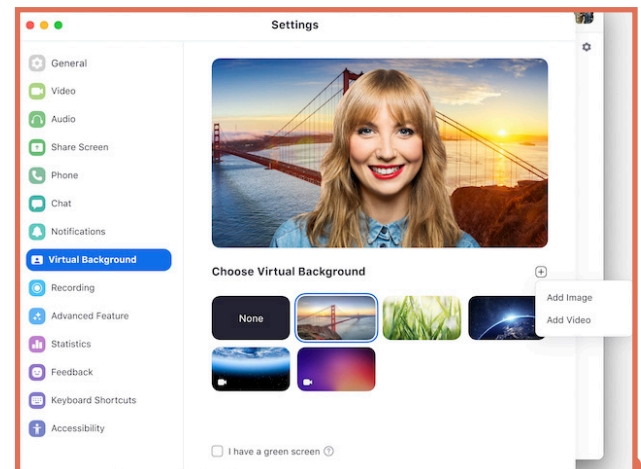 Settings
General
Video
Audio
Share Screen
Phone
Chat
Notifications
Virtual Background
Recording
Advanced Feature
Statistics
Feedback
Keyboard Shortcuts
Accessibility
Choose Virtual Background
Add Image
Add Video
None
I have a green screen